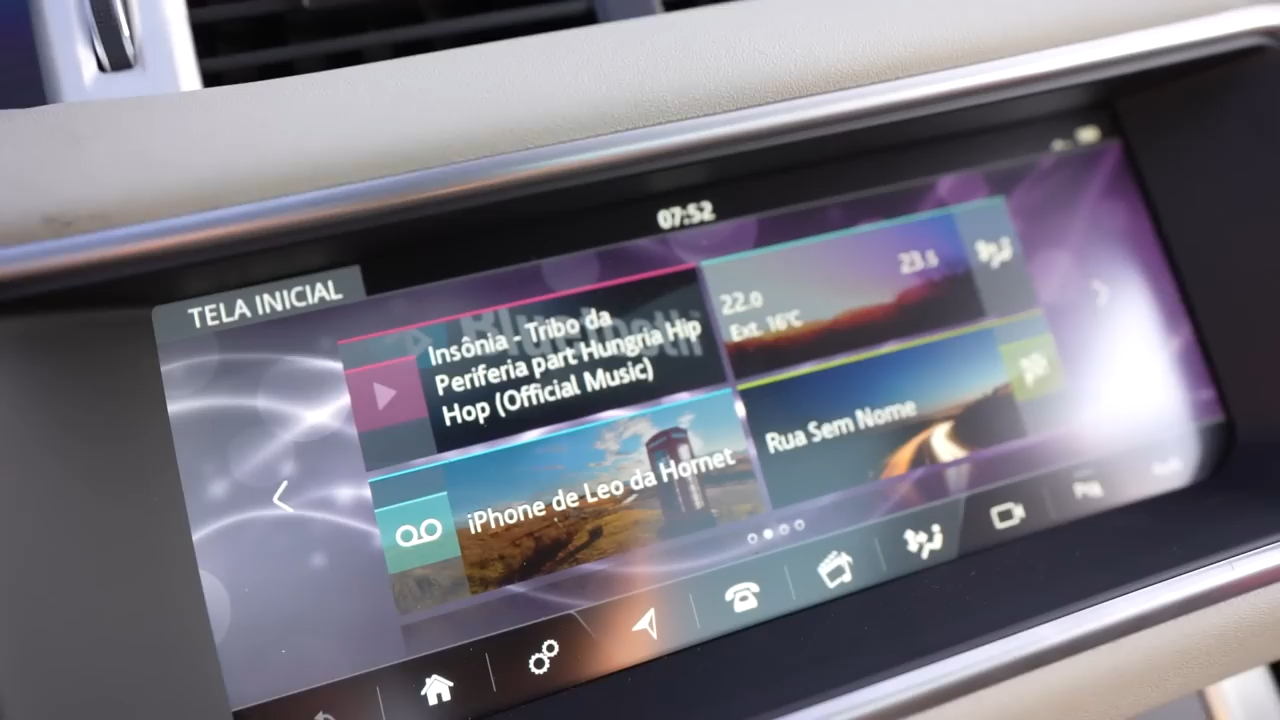 07:52
TELA INICIAL
Insônia - Tribo da
Periferia part Hungria Hip
Hop (Official Music)
22.0
23.5
Ext. 16°C
iPhone de Leo da Hornet
Rua Sem Nome